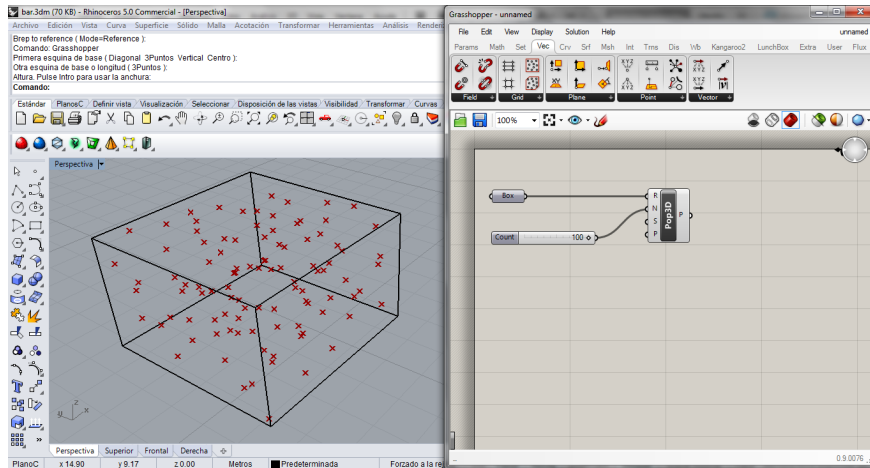 bar.3dm (70 KB) - Rhinoceros 5.0 Commercial - [Perspectiva]
Archivo Edición Vista Curva Superficie Sólido Malla Acotación Transformar Herramientas Análisis
Brep to reference ( Mode=Reference ):
Comando: Grasshopper
Primera esquina de base ( Diagonal 3Puntos Vertical Centro ):
Otra esquina de base o longitud ( 3Puntos ):
Altura. Pulse Intro para usar la anchura:
Comando:
Estándar PlanosC Definir vista Visualización Seleccionar Disposición de las vistas Visibilidad Transformar Curvas
Perspectiva
z
y
x
Perspectiva Superior Frontal Derecha
PlanoC x 14.90 y 9.17 z 0.00 Metros Predeterminada Forzado a la re
Grasshopper - unnamed
File Edit View Display Solution Help unnamed
Params Math Set Vec Crv Srf Msh Int Trns Dis Wb Kangaroo2 LunchBox Extra User Flux
Field Grid Plane Point Vector
100%
Box
Count 100
R
N
S
P
Pop3D
P
0.9.0076